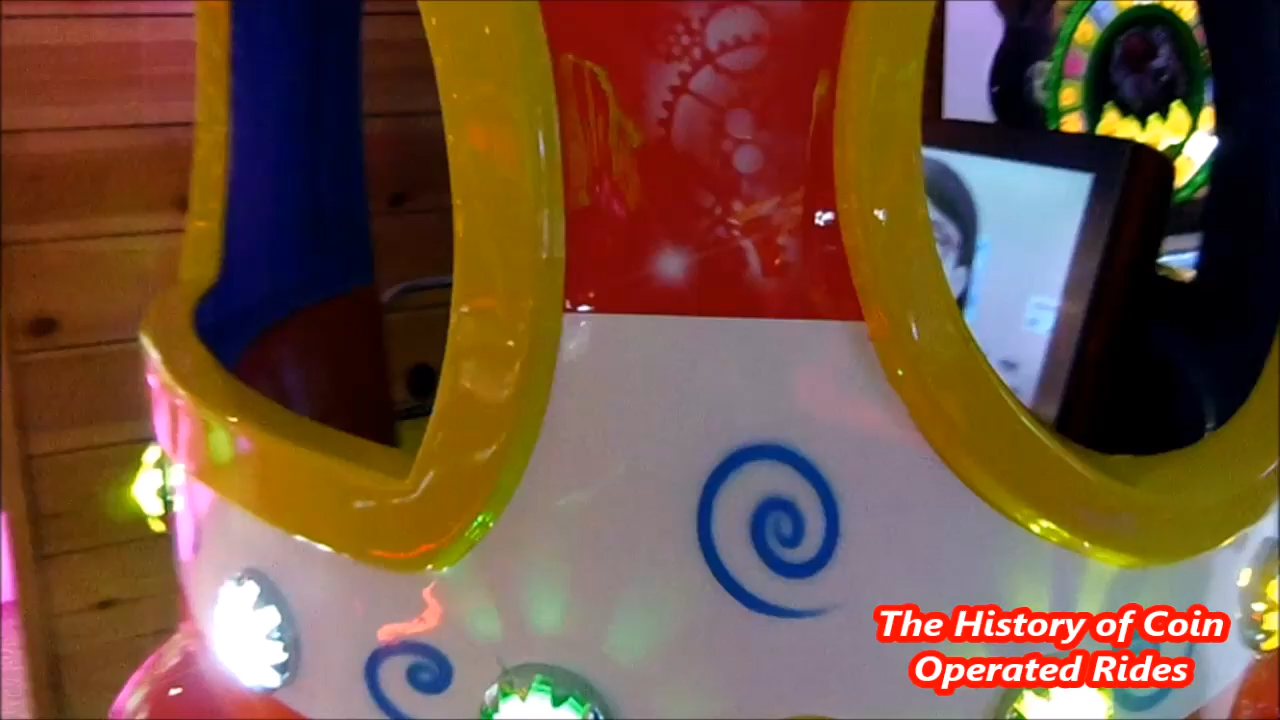 The History of Coin
Operated Rides